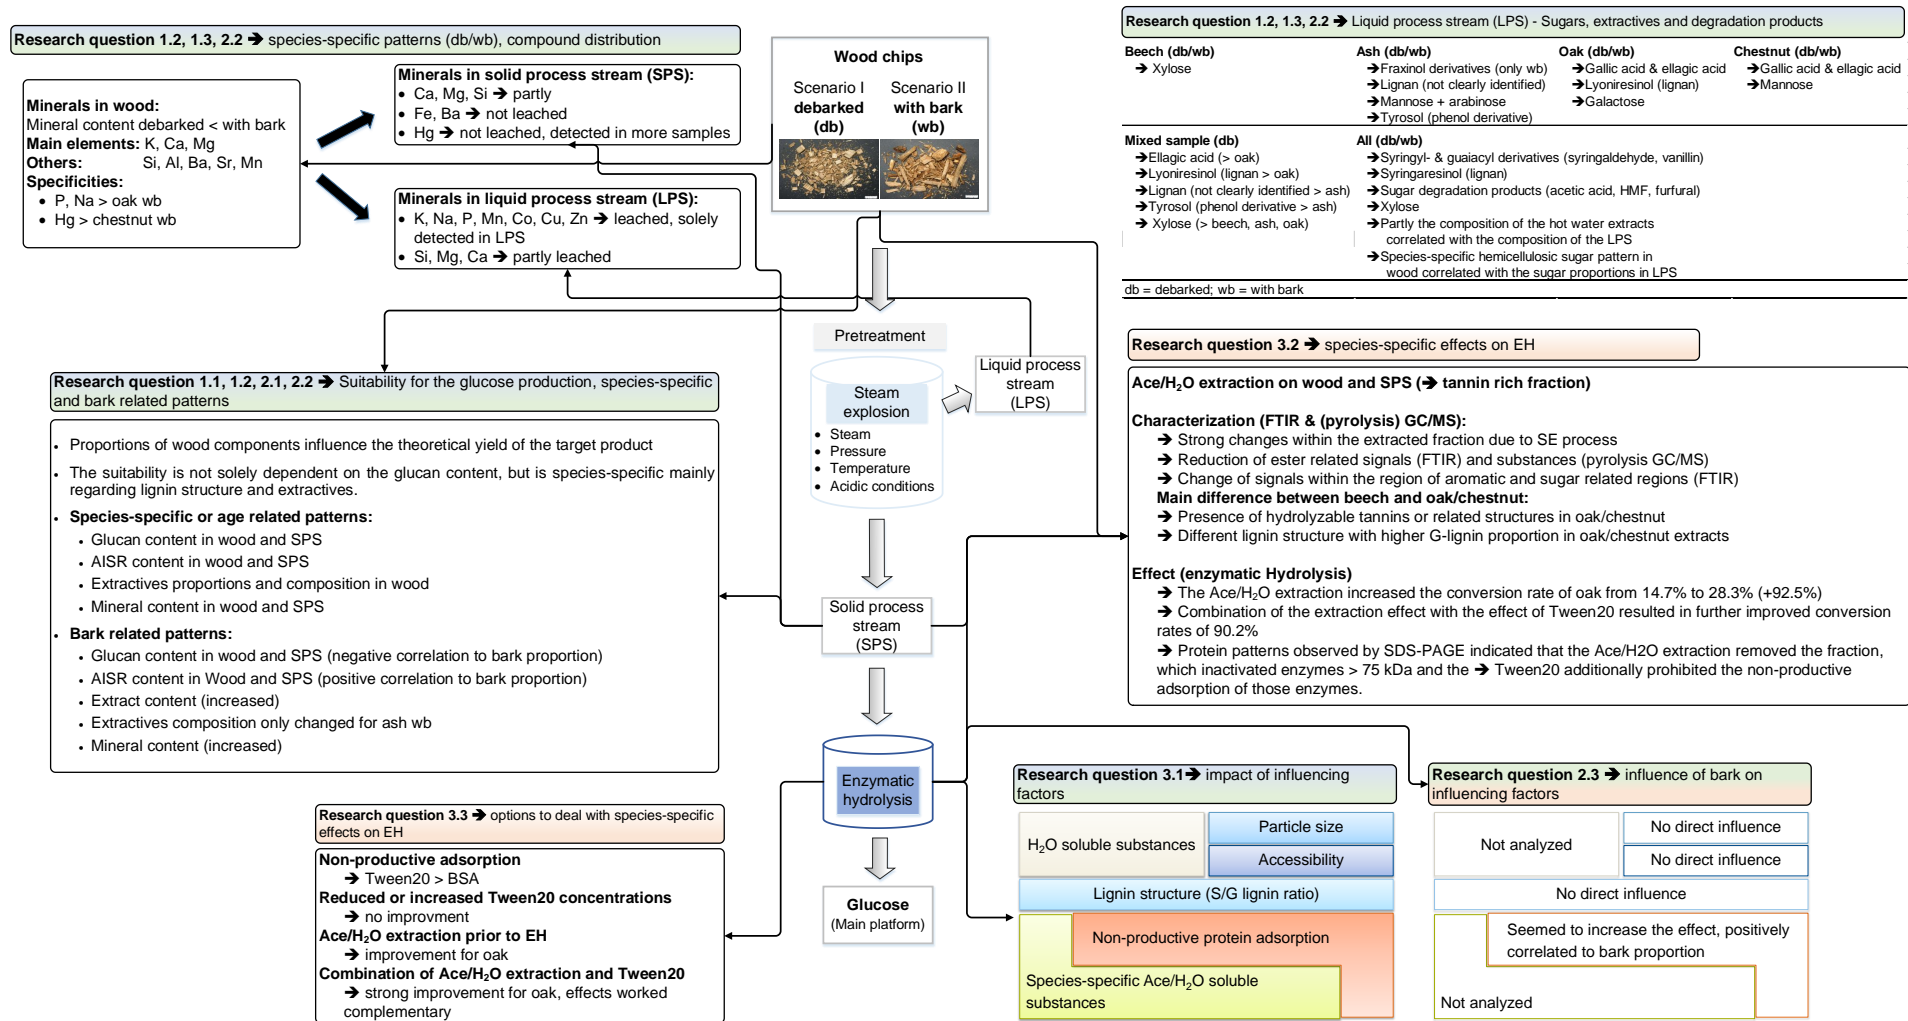 Research question 1.2, 1.3, 2.2 ➔ species-specific patterns (db/wb), compound distribution
Minerals in wood:
Mineral content debarked < with bark
Main elements: K, Ca, Mg
Others: Si, Al, Ba, Sr, Mn
Specificities:
• P, Na > oak wb
• Hg > chestnut wb
Minerals in solid process stream (SPS):
• Ca, Mg, Si ➔ partly
• Fe, Ba ➔ not leached
• Hg ➔ not leached, detected in more samples
Minerals in liquid process stream (LPS):
• K, Na, P, Mn, Co, Cu, Zn ➔ leached, solely
detected in LPS
• Si, Mg, Ca ➔ partly leached
Wood chips
Scenario I
debarked
(db)
Scenario II
with bark
(wb)
Pretreatment
Steam
explosion
• Steam
• Pressure
• Temperature
• Acidic conditions
Liquid process
stream
(LPS)
Solid process
stream
(SPS)
Enzymatic
hydrolysis
Glucose
(Main platform)
Research question 1.2, 1.3, 2.2 ➔ Liquid process stream (LPS) - Sugars, extractives and degradation products
Beech (db/wb)
➔ Xylose
Ash (db/wb)
➔Fraxinol derivatives (only wb)
➔Lignan (not clearly identified)
➔Mannose + arabinose
➔Tyrosol (phenol derivative)
Oak (db/wb)
➔Gallic acid & ellagic acid
➔Lyoniresinol (lignan)
➔Galactose
Chestnut (db/wb)
➔Gallic acid & ellagic acid
➔Mannose
Mixed sample (db)
➔Ellagic acid (> oak)
➔Lyoniresinol (lignan > oak)
➔Lignan (not clearly identified > ash)
➔Tyrosol (phenol derivative > ash)
➔ Xylose (> beech, ash, oak)
All (db/wb)
➔Syringyl- & guaiacyl derivatives (syringaldehyde, vanillin)
➔Syringaresinol (lignan)
➔Sugar degradation products (acetic acid, HMF, furfural)
➔Xylose
➔Partly the composition of the hot water extracts
correlated with the composition of the LPS
➔Species-specific hemicellulosic sugar pattern in
wood correlated with the sugar proportions in LPS
db = debarked; wb = with bark
Research question 1.1, 1.2, 2.1, 2.2 ➔ Suitability for the glucose production, species-specific
and bark related patterns
• Proportions of wood components influence the theoretical yield of the target product
• The suitability is not solely dependent on the glucan content, but is species-specific mainly
regarding lignin structure and extractives.
• Species-specific or age related patterns:
• Glucan content in wood and SPS
• AISR content in wood and SPS
• Extractives proportions and composition in wood
• Mineral content in wood and SPS
• Bark related patterns:
• Glucan content in wood and SPS (negative correlation to bark proportion)
• AISR content in Wood and SPS (positive correlation to bark proportion)
• Extract content (increased)
• Extractives composition only changed for ash wb
• Mineral content (increased)
Research question 3.2 ➔ species-specific effects on EH
Ace/H₂O extraction on wood and SPS (➔ tannin rich fraction)
Characterization (FTIR & (pyrolysis) GC/MS):
➔ Strong changes within the extracted fraction due to SE process
➔ Reduction of ester related signals (FTIR) and substances (pyrolysis GC/MS)
➔ Change of signals within the region of aromatic and sugar related regions (FTIR)
Main difference between beech and oak/chestnut:
➔ Presence of hydrolyzable tannins or related structures in oak/chestnut
➔ Different lignin structure with higher G-lignin proportion in oak/chestnut extracts
Effect (enzymatic Hydrolysis)
➔ The Ace/H₂O extraction increased the conversion rate of oak from 14.7% to 28.3% (+92.5%)
➔ Combination of the extraction effect with the effect of Tween20 resulted in further improved conversion
rates of 90.2%
➔ Protein patterns observed by SDS-PAGE indicated that the Ace/H2O extraction removed the fraction,
which inactivated enzymes > 75 kDa and the ➔ Tween20 additionally prohibited the non-productive
adsorption of those enzymes.
Research question 3.3 ➔ options to deal with species-specific
effects on EH
Non-productive adsorption
➔ Tween20 > BSA
Reduced or increased Tween20 concentrations
➔ no improvment
Ace/H₂O extraction prior to EH
➔ improvement for oak
Combination of Ace/H₂O extraction and Tween20
➔ strong improvement for oak, effects worked
complementary
Research question 3.1➔ impact of influencing
factors
H₂O soluble substances
Particle size
Accessibility
Lignin structure (S/G lignin ratio)
Non-productive protein adsorption
Species-specific Ace/H₂O soluble
substances
Research question 2.3 ➔ influence of bark on
influencing factors
Not analyzed
No direct influence
No direct influence
No direct influence
Seemed to increase the effect, positively
correlated to bark proportion
Not analyzed